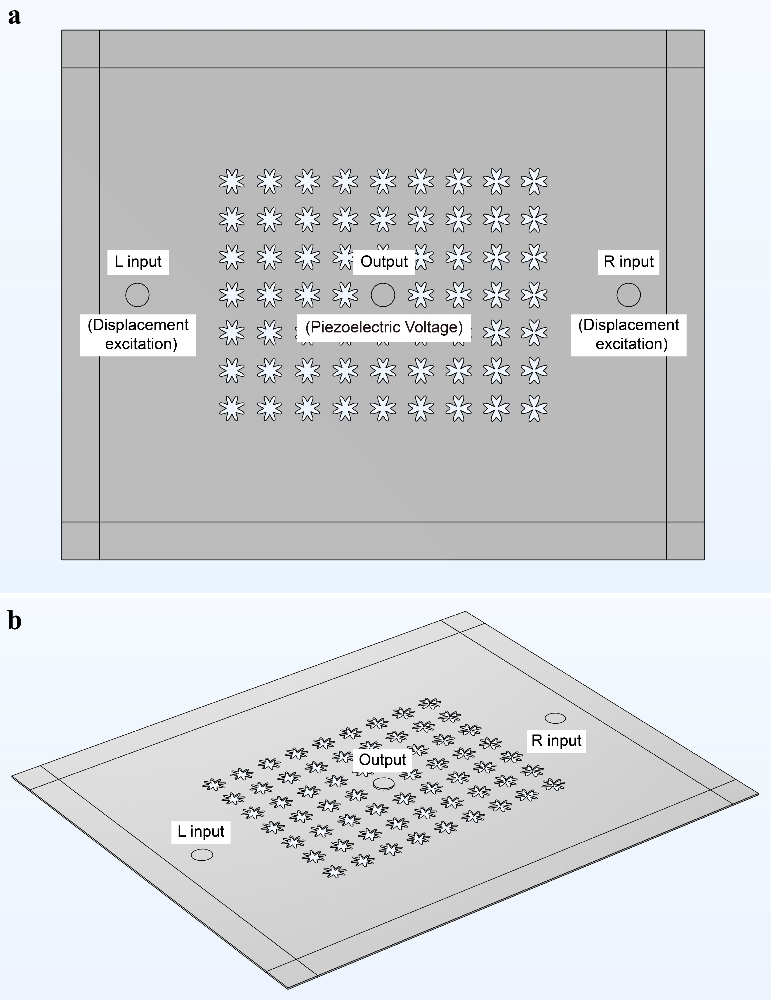 a
L input
Output
R input
(Displacement
excitation)
(Piezoelectric Voltage)
(Displacement
excitation)
b
R input
Output
L input